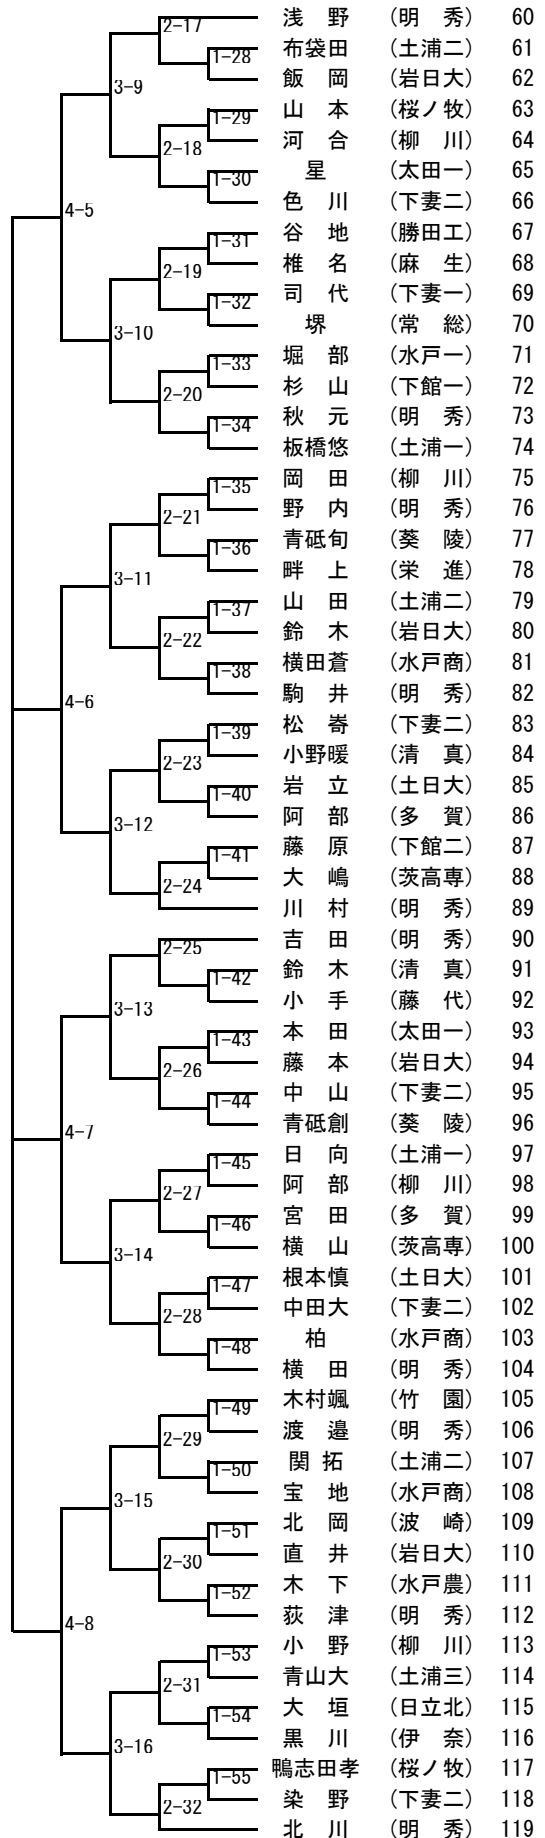 2-17 浅　野 （明　秀） 60
1-28 布袋田 （土浦二） 61
飯　岡 （岩日大） 62
3-9
1-29 山　本 （桜ノ牧） 63
2-18 河　合 （柳　川） 64
1-30 星 （太田一） 65
色　川 （下妻二） 66
4-5
1-31 谷　地 （勝田工） 67
2-19 椎　名 （麻　生） 68
1-32 司　代 （下妻一） 69
堺 （常　総） 70
3-10
1-33 堀　部 （水戸一） 71
2-20 杉　山 （下館一） 72
1-34 秋　元 （明　秀） 73
板橋悠 （土浦一） 74
1-35 岡　田 （柳　川） 75
2-21 野　内 （明　秀） 76
1-36 青砥旬 （葵　陵） 77
畔　上 （栄　進） 78
3-11
1-37 山　田 （土浦二） 79
2-22 鈴　木 （岩日大） 80
1-38 横田蒼 （水戸商） 81
駒　井 （明　秀） 82
4-6
1-39 松　嵜 （下妻二） 83
2-23 小野暖 （清　真） 84
1-40 岩　立 （土日大） 85
阿　部 （多　賀） 86
3-12
1-41 藤　原 （下館二） 87
2-24 大　嶋 （茨高専） 88
川　村 （明　秀） 89
2-25 吉　田 （明　秀） 90
1-42 鈴　木 （清　真） 91
小　手 （藤　代） 92
3-13
1-43 本　田 （太田一） 93
2-26 藤　本 （岩日大） 94
1-44 中　山 （下妻二） 95
青砥創 （葵　陵） 96
4-7
1-45 日　向 （土浦一） 97
2-27 阿　部 （柳　川） 98
1-46 宮　田 （多　賀） 99
横　山 （茨高専） 100
3-14
1-47 根本慎 （土日大） 101
2-28 中田大 （下妻二） 102
1-48 柏 （水戸商） 103
横　田 （明　秀） 104
1-49 木村颯 （竹　園） 105
2-29 渡　邉 （明　秀） 106
1-50 関 拓 （土浦二） 107
宝　地 （水戸商） 108
3-15
1-51 北　岡 （波　崎） 109
2-30 直　井 （岩日大） 110
1-52 木　下 （水戸農） 111
荻　津 （明　秀） 112
4-8
1-53 小　野 （柳　川） 113
2-31 青山大 （土浦三） 114
1-54 大　垣 （日立北） 115
黒　川 （伊　奈） 116
3-16
1-55 鴨志田孝 （桜ノ牧） 117
2-32 染　野 （下妻二） 118
北　川 （明　秀） 119